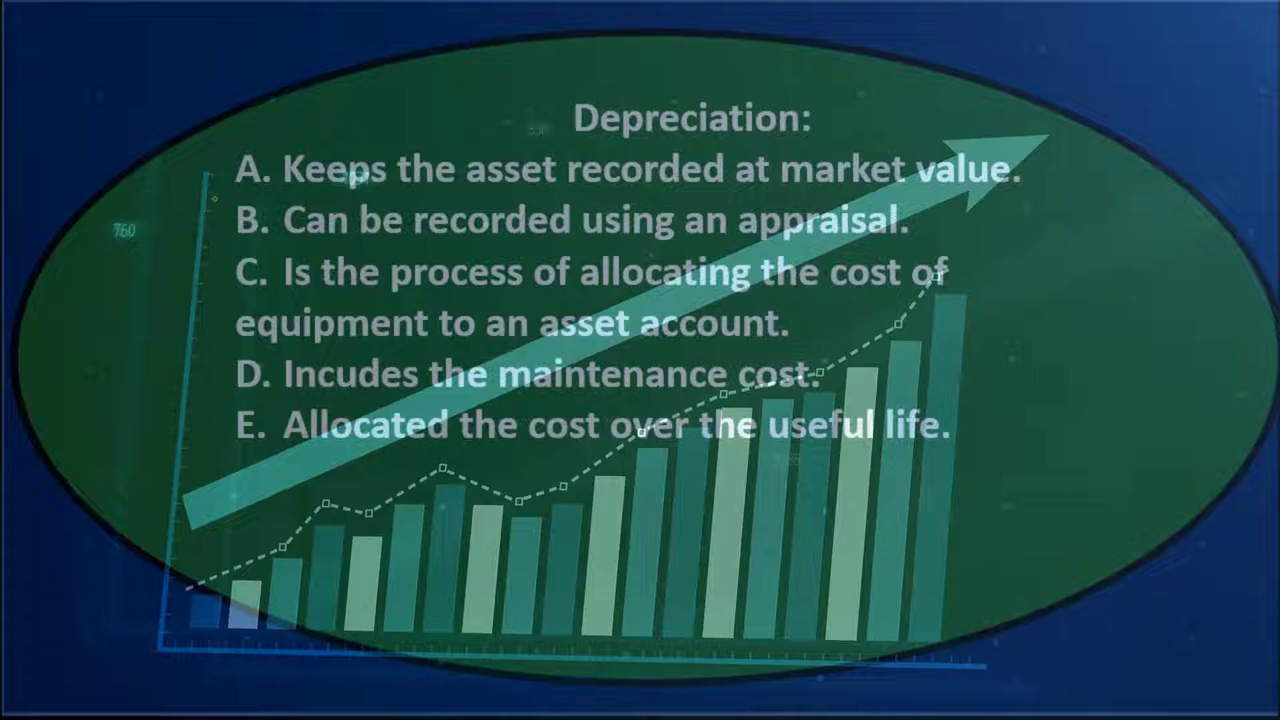 Depreciation:
A. Keeps the asset recorded at market value.
B. Can be recorded using an appraisal.
C. Is the process of allocating the cost of
equipment to an asset account.
D. Incudes the maintenance cost.
E. Allocated the cost over the useful life.
760